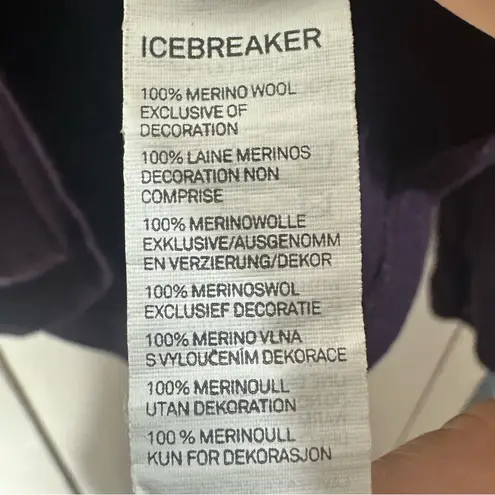 ICEBREAKER
100% MERINO WOOL
EXCLUSIVE OF
DECORATION
100% LAINE MERINOS
DECORATION NON
COMPRISE
100% MERINOWOLLE
EXKLUSIVE/AUSGENOMM
EN VERZIERUNG/DEKOR
100% MERINOSWOL
EXCLUSIEF DECORATIE
100% MERINO VLNA
S VYLOUČENÍM DEKORACE
100% MERINOULL
UTAN DEKORATION
100% MERINOULL
KUN FOR DEKORASJON